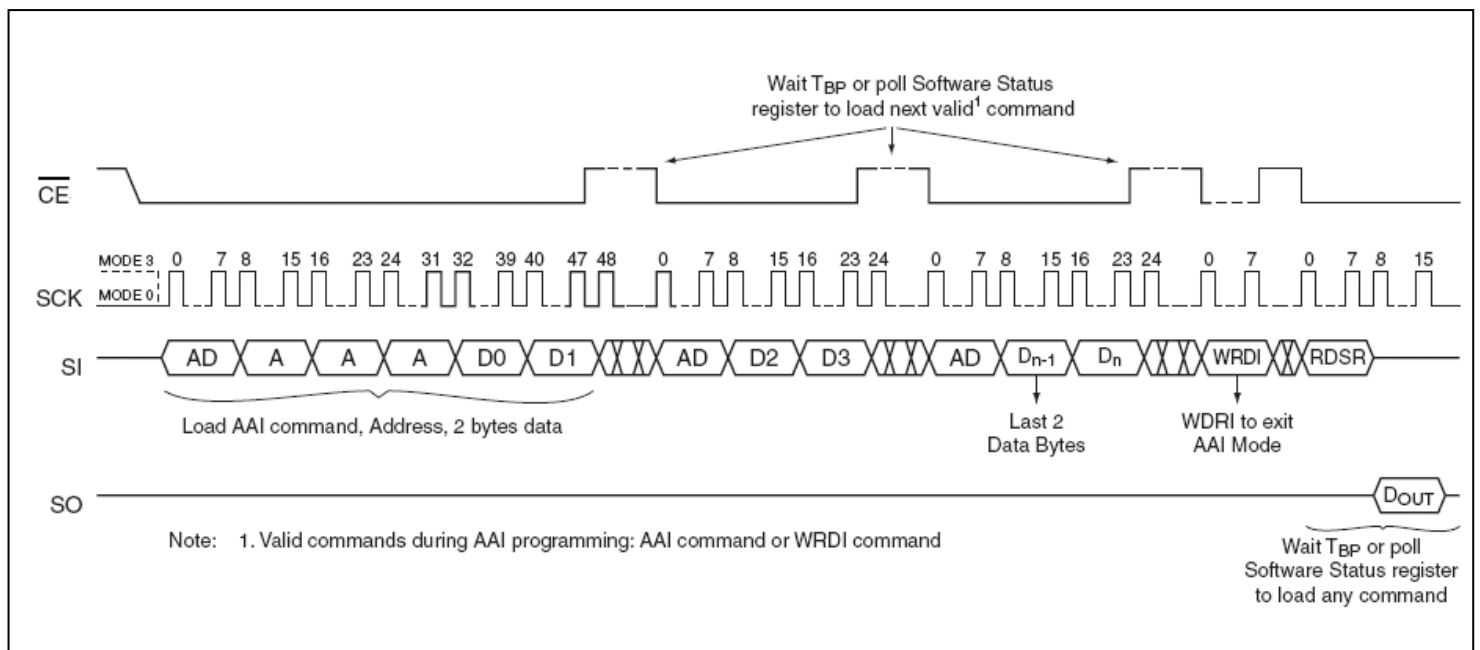 Wait TBP or poll Software Status
register to load next valid1 command
CE
MODE 3 0 7 8 15 16 23 24 31 32 39 40 47 48 0 7 8 15 16 23 24 0 7 8 15 16 23 24 0 7 0 7 8 15
SCK MODE 0
SI AD A A A D0 D1 AD D2 D3 AD Dn-1 Dn WRDI RDSR
Load AAI command, Address, 2 bytes data
Last 2
Data Bytes
WDRI to exit
AAI Mode
SO DOUT
Note: 1. Valid commands during AAI programming: AAI command or WRDI command
Wait TBP or poll
Software Status register
to load any command